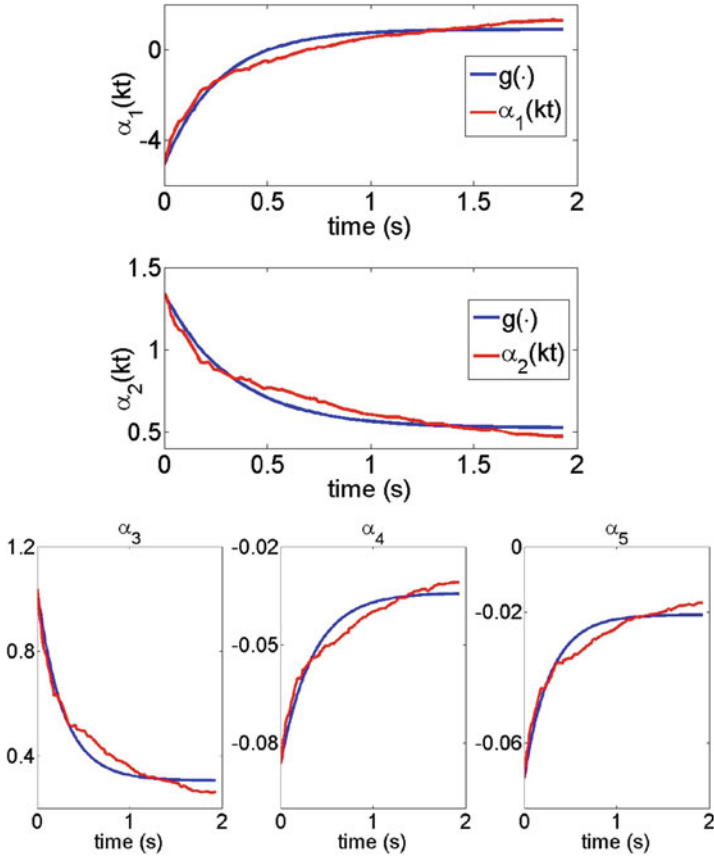 0
-4
α1(kt)
g(·)
α1(kt)
0 0.5 1 1.5 2
time (s)
1.5
1
0.5
α2(kt)
g(·)
α2(kt)
0 0.5 1 1.5 2
time (s)
α3
1.2
0.8
0.4
0 1 2
time (s)
α4
-0.02
-0.05
-0.08
0 1 2
time (s)
α5
0
-0.02
-0.06
0 1 2
time (s)